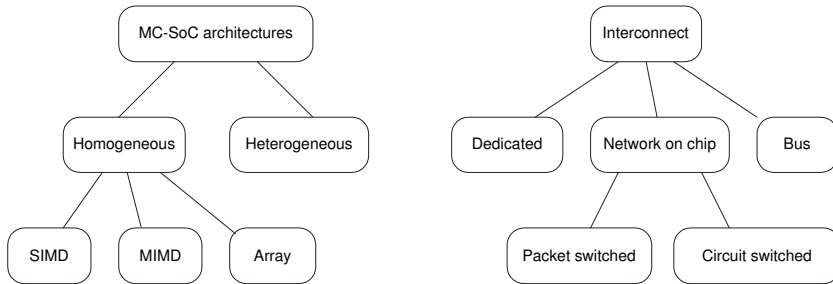 MC-SoC architectures
Interconnect
Homogeneous
Heterogeneous
Dedicated
Network on chip
Bus
SIMD
MIMD
Array
Packet switched
Circuit switched